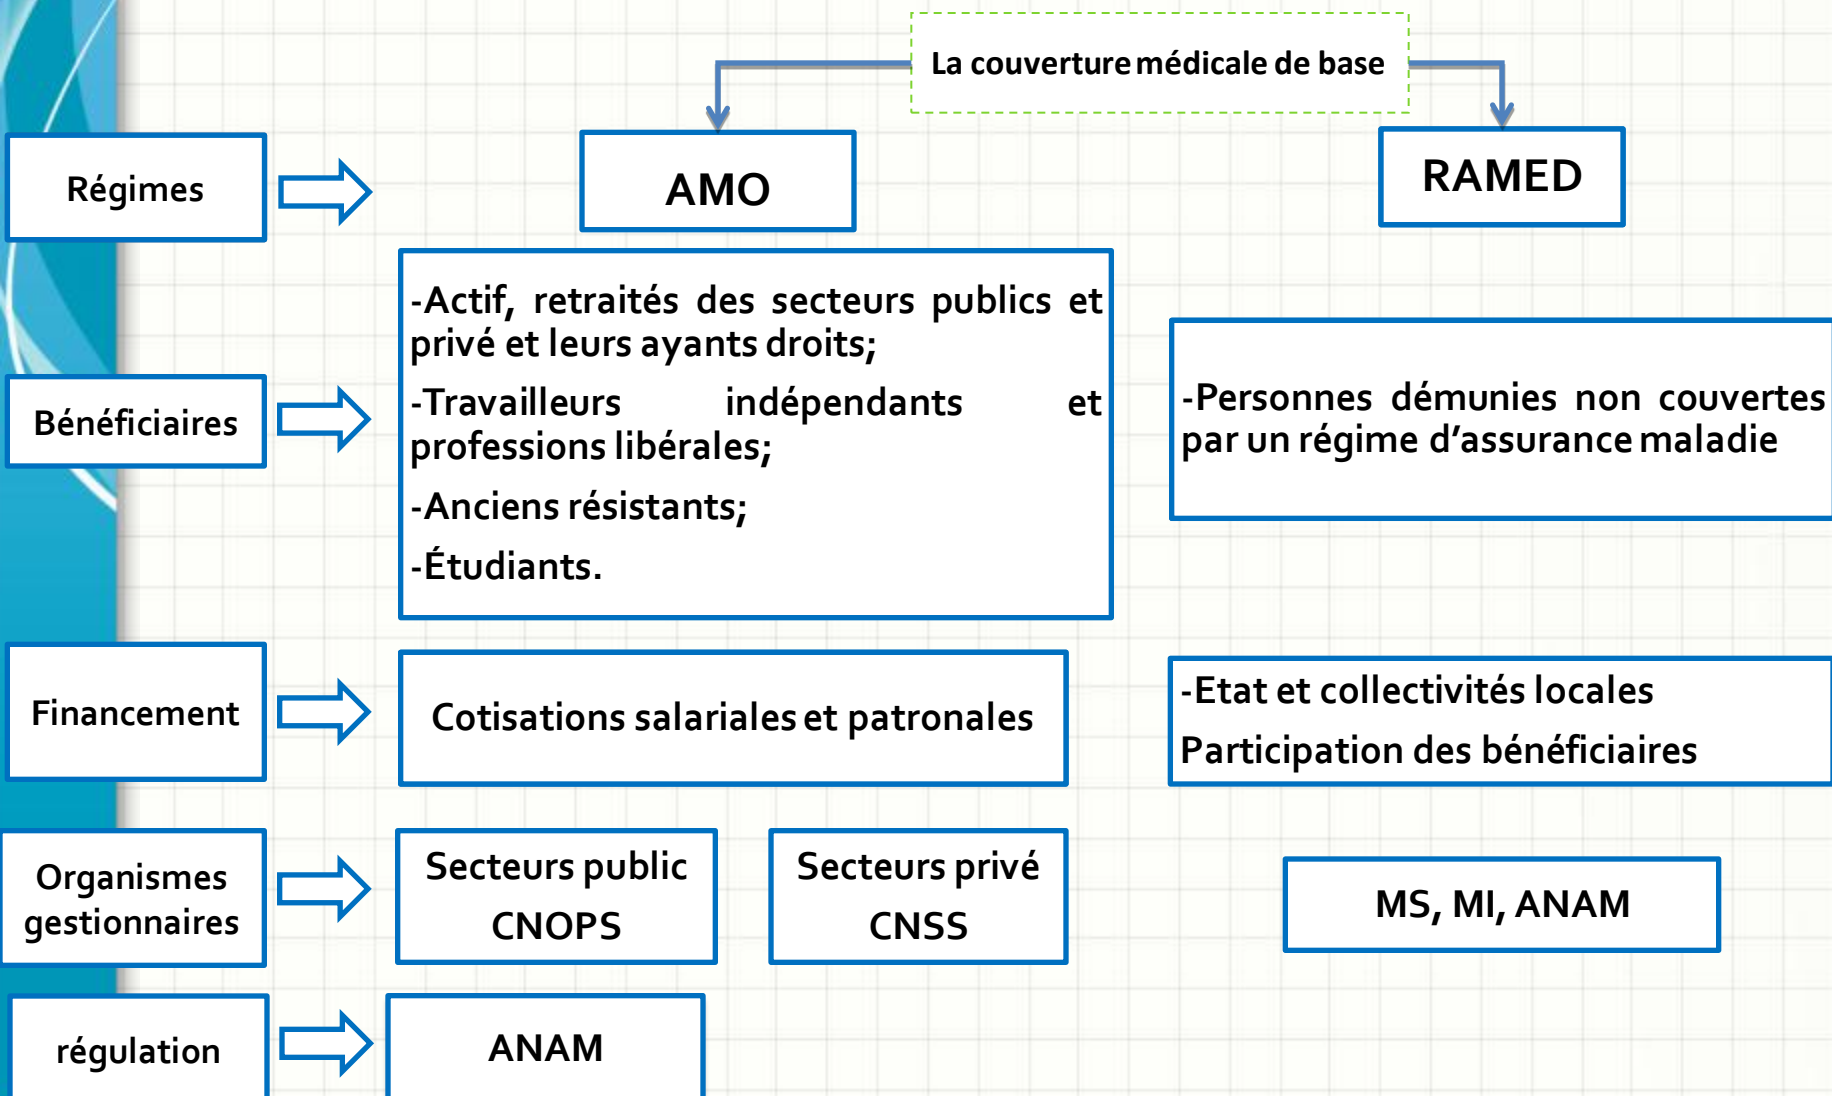 La couverture médicale de base
Régimes
AMO
RAMED
Bénéficiaires
-Actif, retraités des secteurs publics et
privé et leurs ayants droits;
-Travailleurs indépendants et
professions libérales;
-Anciens résistants;
-Étudiants.
-Personnes démunies non couvertes
par un régime d’assurance maladie
Financement
Cotisations salariales et patronales
-Etat et collectivités locales
Participation des bénéficiaires
Organismes
gestionnaires
Secteurs public
CNOPS
Secteurs privé
CNSS
MS, MI, ANAM
régulation
ANAM